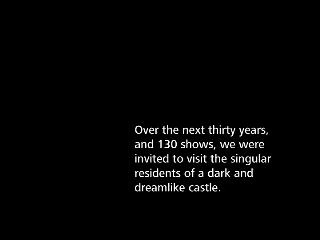 Over the next thirty years,
and 130 shows, we were
invited to visit the singular
residents of a dark and
dreamlike castle.